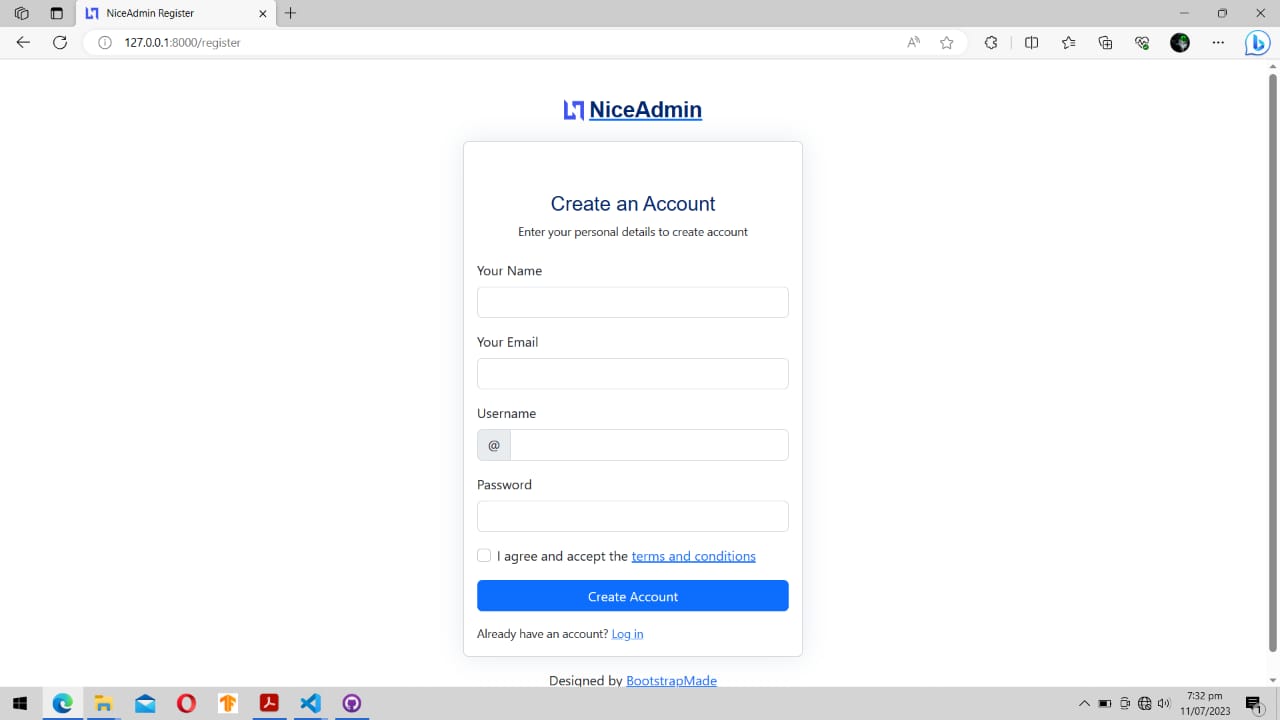 NiceAdmin Register
127.0.0.1:8000/register
NiceAdmin
Create an Account
Enter your personal details to create account
Your Name
Your Email
Username
@
Password
I agree and accept the terms and conditions
Create Account
Already have an account? Log in
Designed by BootstrapMade
7:32 pm
11/07/2023
1